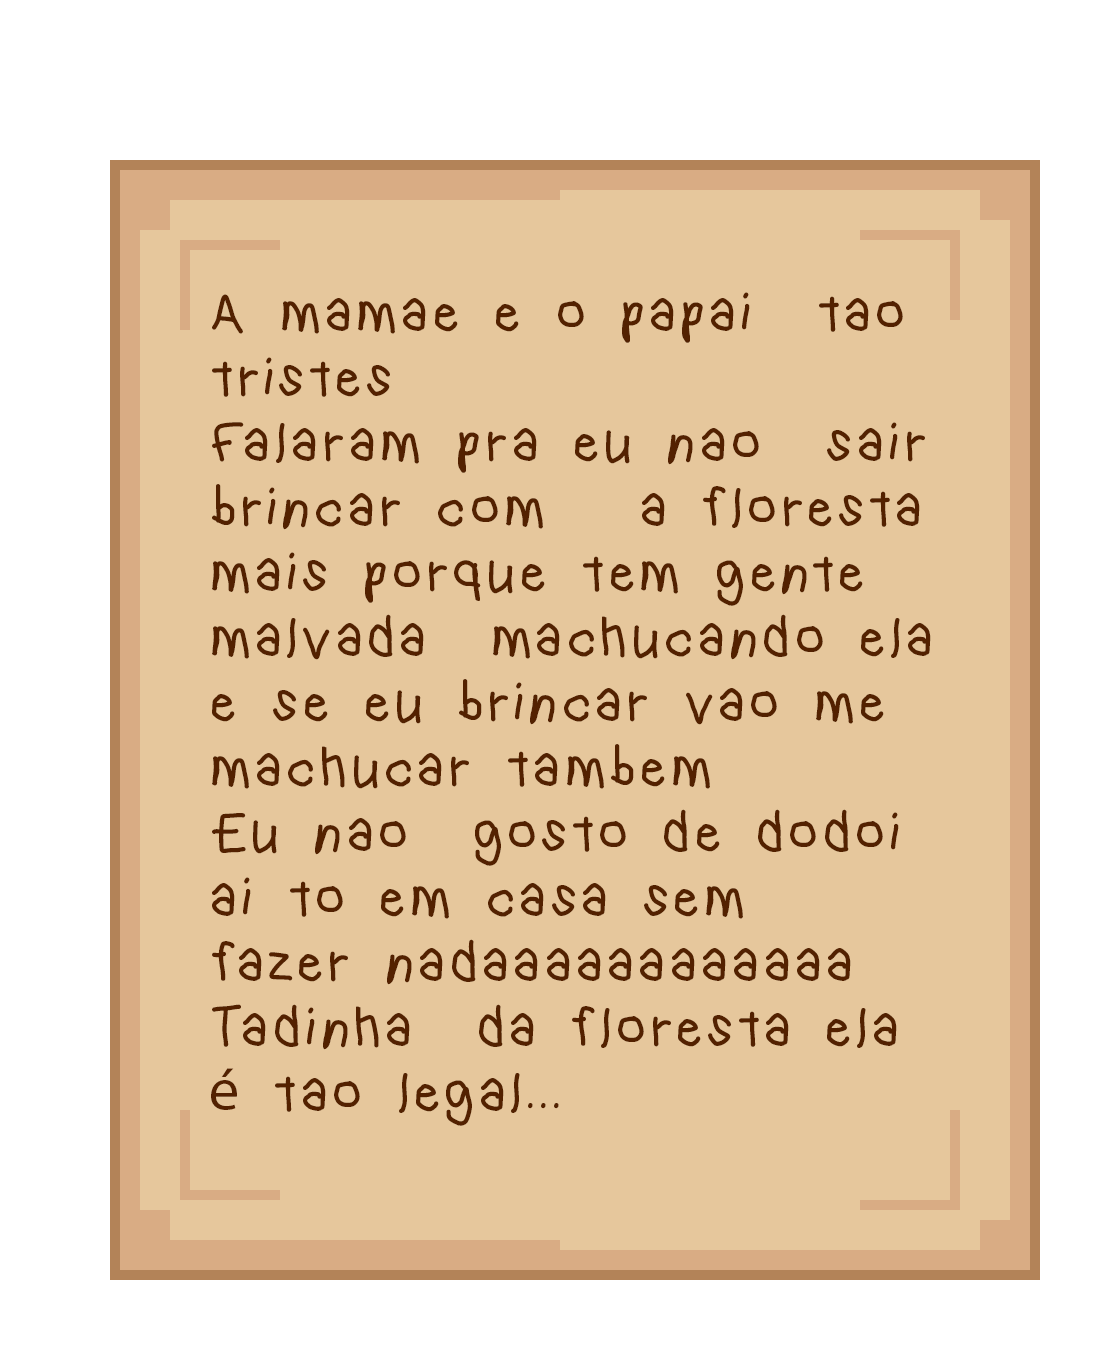 A mamae e o papai tao
tristes
Falaram pra eu nao sair
brincar com a floresta
mais porque tem gente
malvada machucando ela
e se eu brincar vao me
machucar tambem
Eu nao gosto de dodoi
ai to em casa sem
fazer nadaaaaaaaaaaaa
Tadinha da floresta ela
é tao legal...